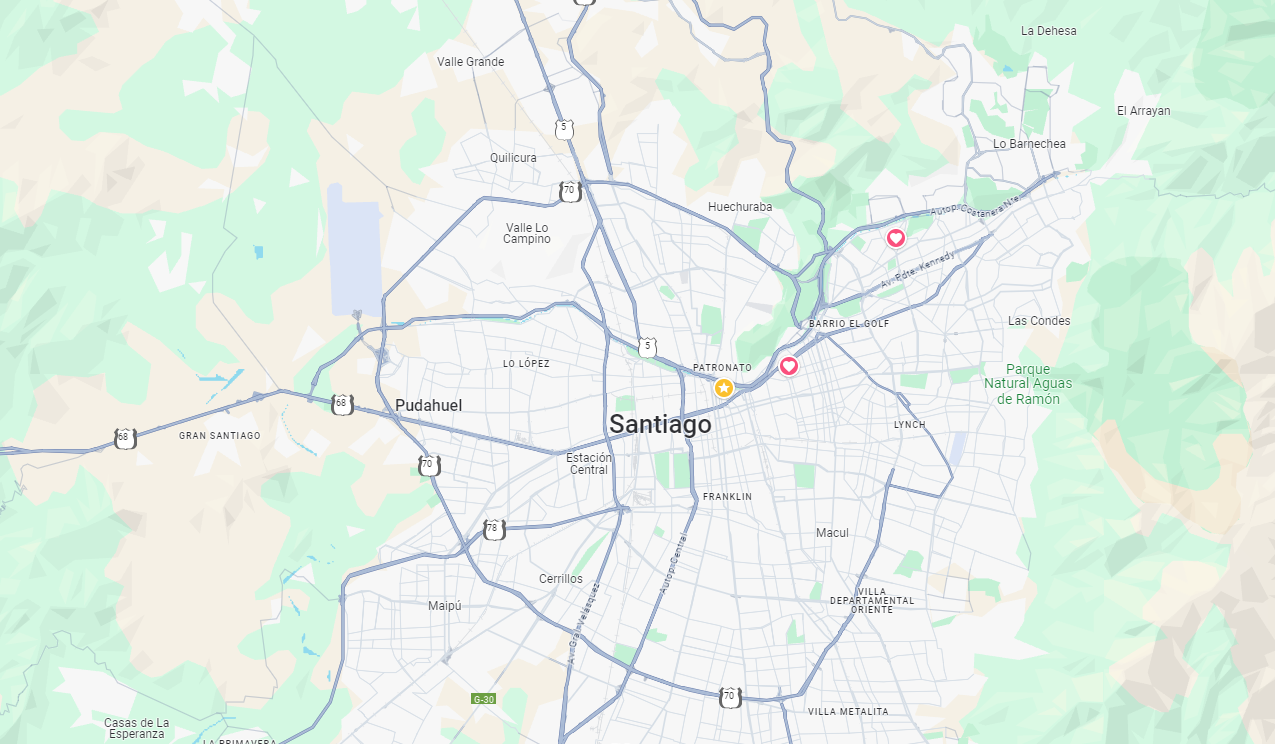 La Dehesa
Valle Grande
El Arrayan
5
Quilicura
Lo Barnechea
70
Huechuraba
Autop. Costanera Nte.
Valle Lo
Campino
Av. Pdte. Kennedy
BARRIO EL GOLF
Las Condes
5
LO LÓPEZ
PATRONATO
Parque
Natural Aguas
de Ramón
68
Pudahuel
Santiago
LYNCH
68
GRAN SANTIAGO
70
Estación
Central
FRANKLIN
78
Macul
Autop. Central
Cerrillos
VILLA
DEPARTAMENTAL
ORIENTE
Maipú
Av. Gral. Velásquez
70
G-30
VILLA METALITA
Casas de La
Esperanza
LA PRIMAVERA